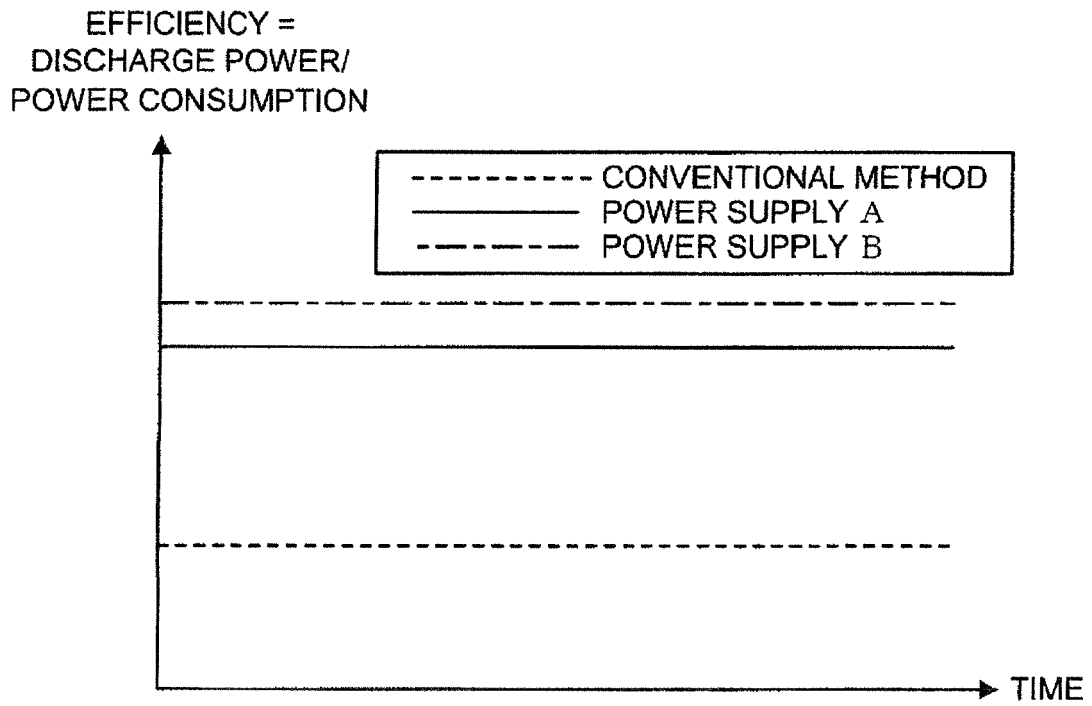 EFFICIENCY =
DISCHARGE POWER/
POWER CONSUMPTION
CONVENTIONAL METHOD
POWER SUPPLY A
POWER SUPPLY B
TIME